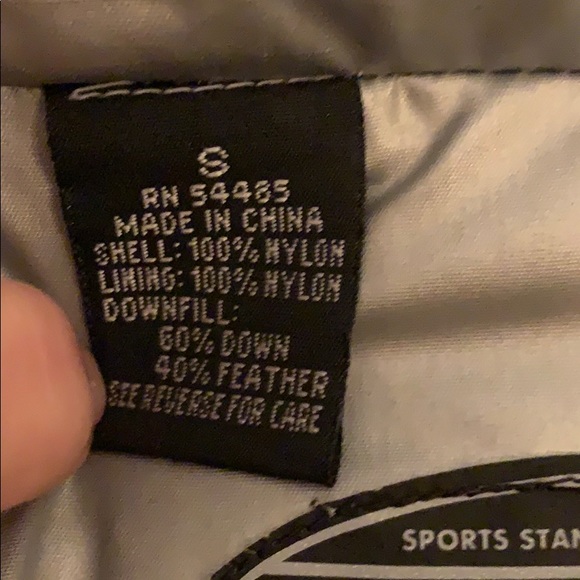 S
RN 54485
MADE IN CHINA
SHELL: 100% NYLON
LINING: 100% NYLON
DOWNFILL:
60% DOWN
40% FEATHER
SEE REVERSE FOR CARE
SPORTS STAN